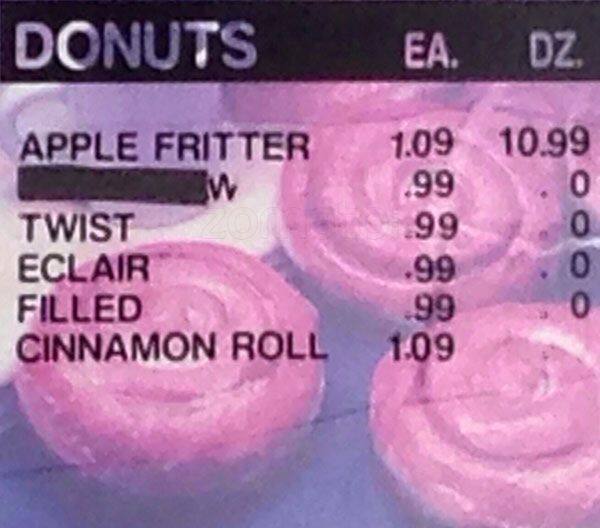 DONUTS EA. DZ.
APPLE FRITTER 1.09 10.99
W .99 . 0
TWIST .99 . 0
ECLAIR .99 . 0
FILLED .99 . 0
CINNAMON ROLL 1.09